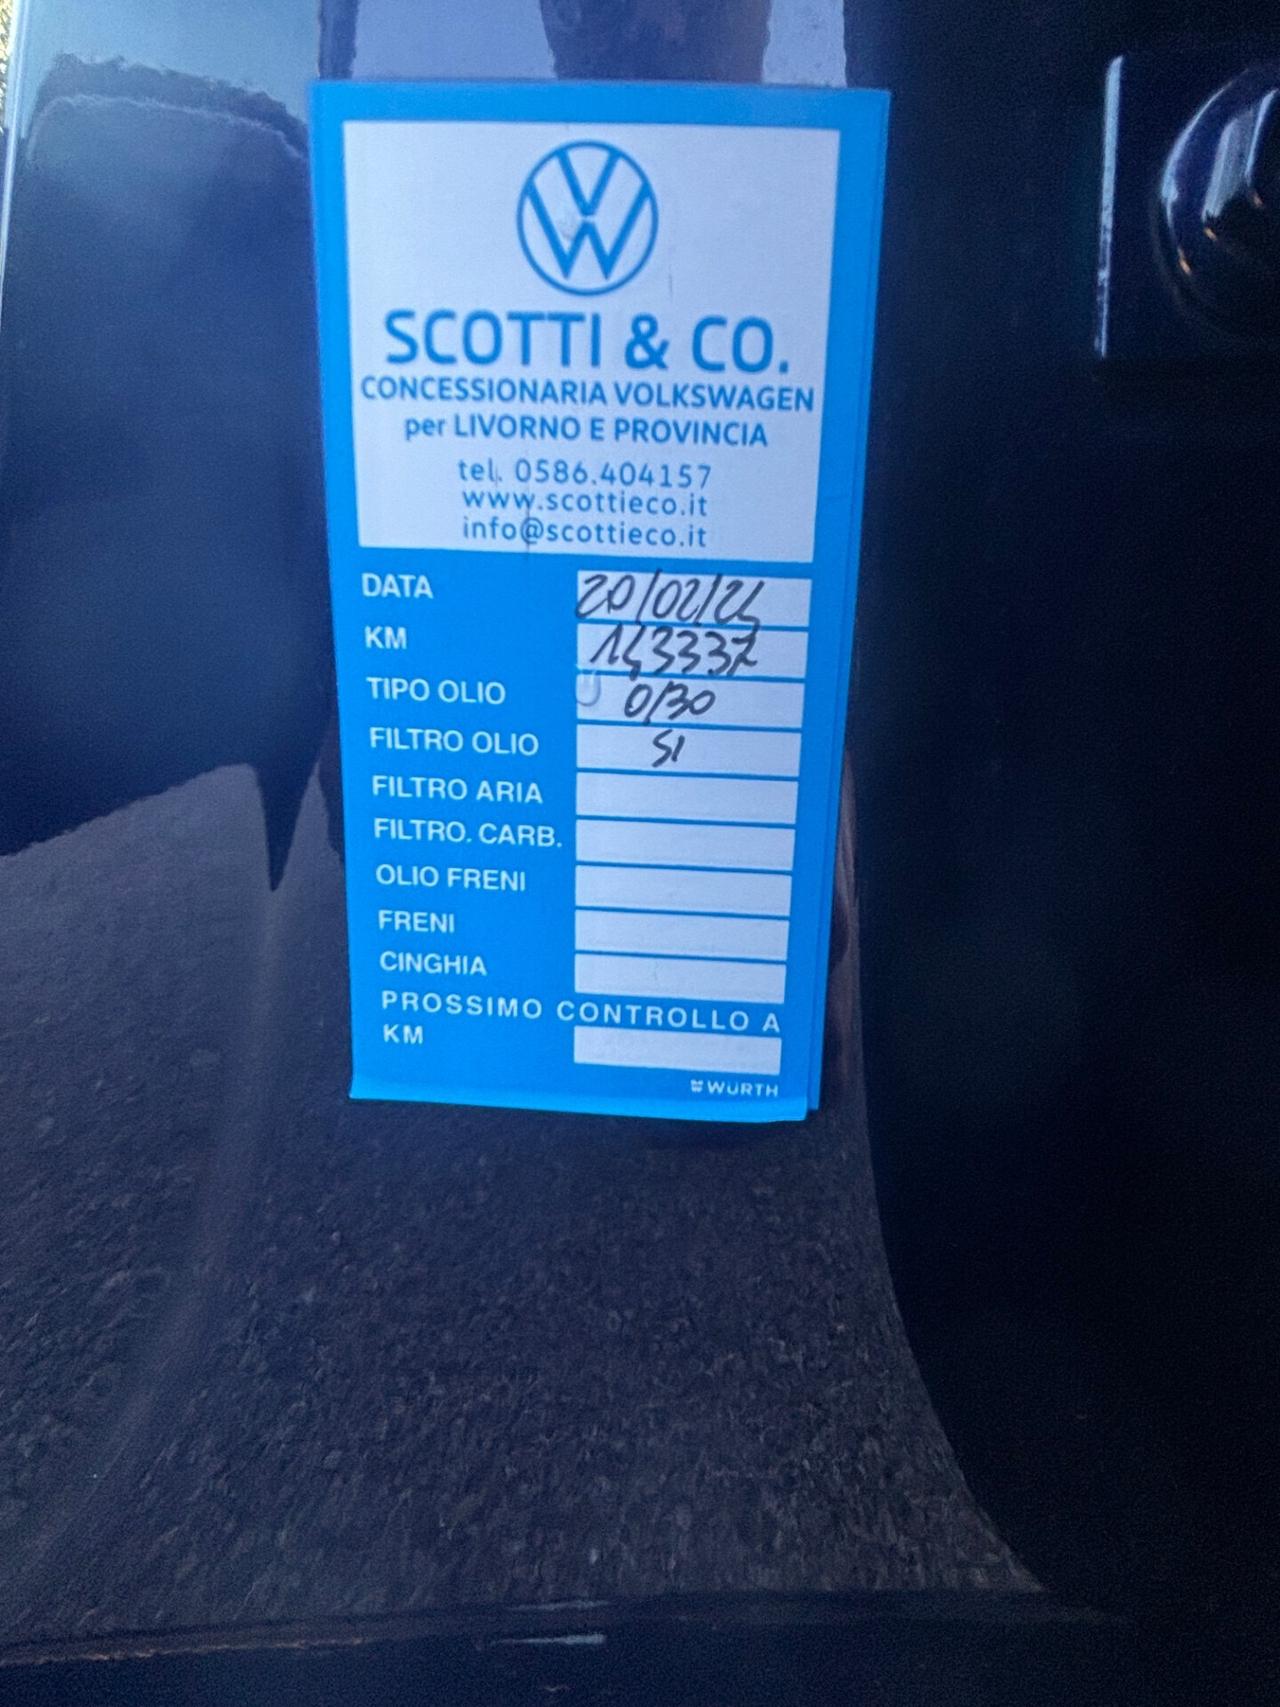 SCOTTI & CO.
CONCESSIONARIA VOLKSWAGEN
per LIVORNO E PROVINCIA
tel. 0586.404157
www.scottieco.it
info@scottieco.it
DATA 20/02/24
KM 143337
TIPO OLIO 0/30
FILTRO OLIO SI
FILTRO ARIA
FILTRO. CARB.
OLIO FRENI
FRENI
CINGHIA
PROSSIMO CONTROLLO A
KM
WÜRTH